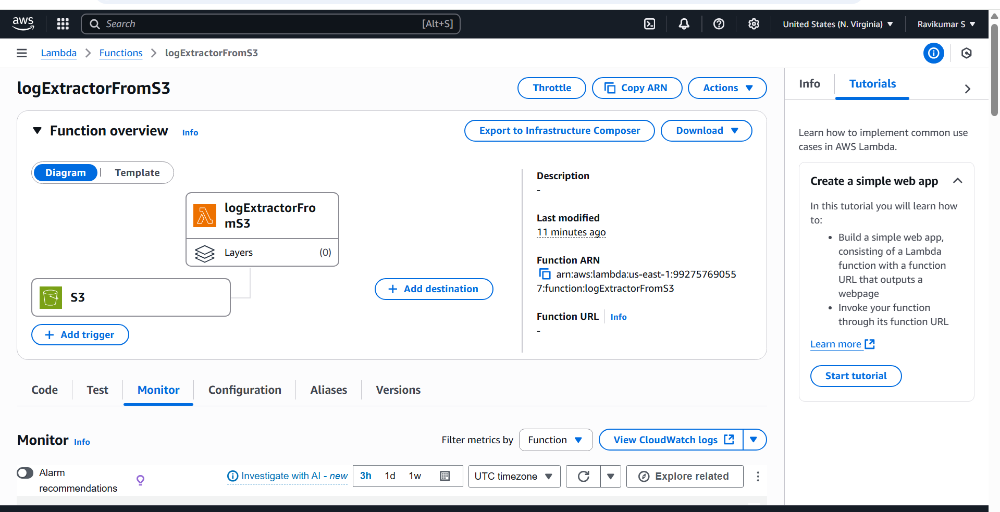 aws
Search
[Alt+S]
United States (N. Virginia)
Ravikumar S
Lambda
Functions
logExtractorFromS3
logExtractorFromS3
Throttle
Copy ARN
Actions
Function overview
Info
Export to Infrastructure Composer
Download
Diagram
Template
logExtractorFro
mS3
Layers
(0)
S3
Add trigger
Add destination
Description
-
Last modified
11 minutes ago
Function ARN
arn:aws:lambda:us-east-1:99275769055
7:function:logExtractorFromS3
Function URL
Info
-
Code
Test
Monitor
Configuration
Aliases
Versions
Monitor
Info
Filter metrics by
Function
View CloudWatch logs
Alarm
recommendations
Investigate with AI - new
3h
1d
1w
UTC timezone
Explore related
Info
Tutorials
Learn how to implement common use
cases in AWS Lambda.
Create a simple web app
In this tutorial you will learn how
to:
• Build a simple web app,
consisting of a Lambda
function with a function
URL that outputs a
webpage
• Invoke your function
through its function URL
Learn more
Start tutorial